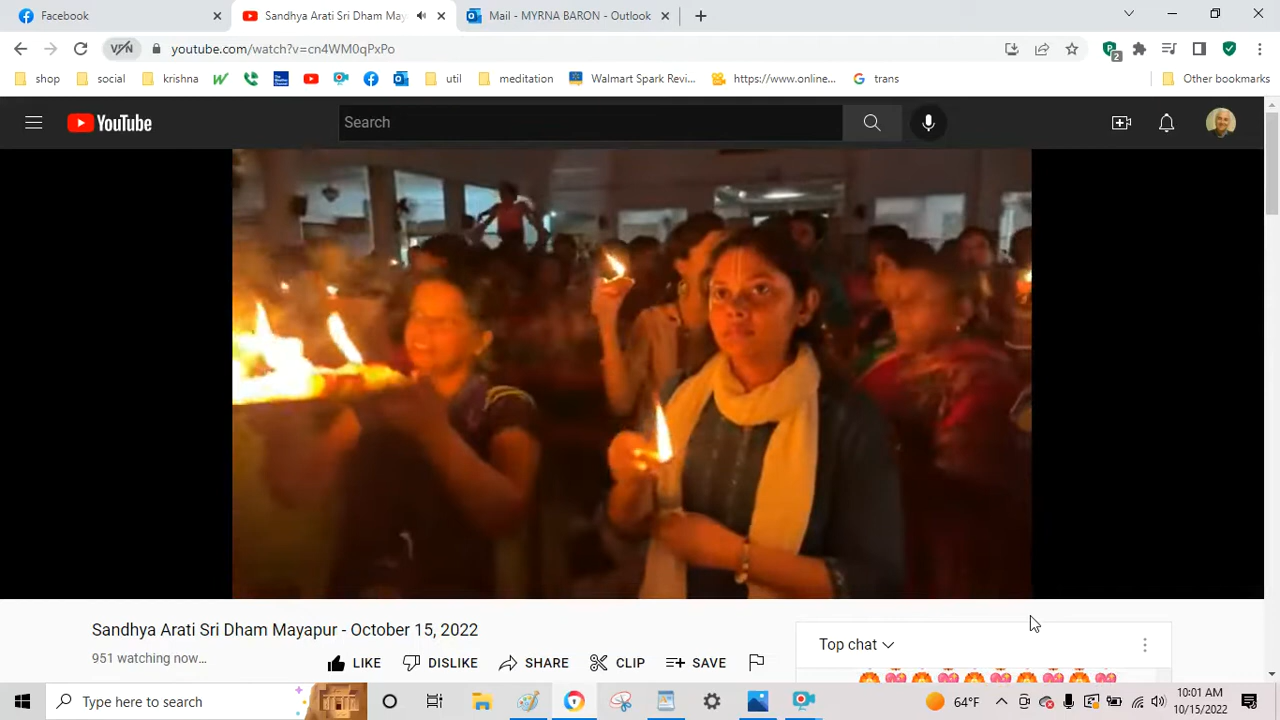 Facebook
Sandhya Arati Sri Dham May
Mail - MYRNA BARON - Outlook
VPN
youtube.com/watch?v=cn4WM0qPxPo
2
shop
social
krishna
util
meditation
Walmart Spark Revi...
https://www.online...
trans
Other bookmarks
YouTube
Search
Sandhya Arati Sri Dham Mayapur - October 15, 2022
951 watching now...
LIKE
DISLIKE
SHARE
CLIP
SAVE
Top chat
Type here to search
64°F
10:01 AM
10/15/2022